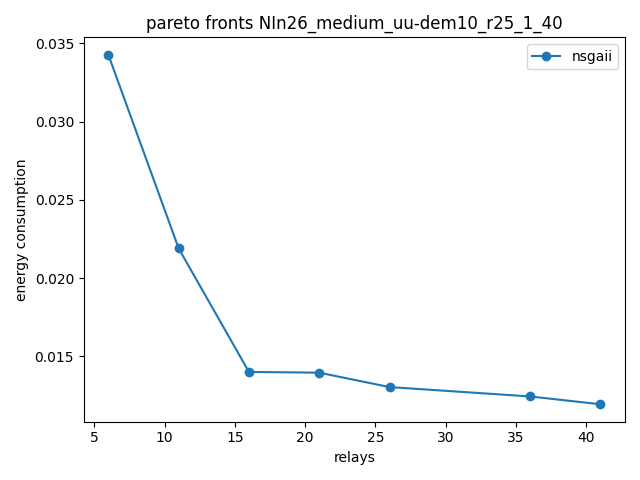 pareto fronts NIn26_medium_uu-dem10_r25_1_40
nsgaii
energy consumption
0.035
0.030
0.025
0.020
0.015
5 10 15 20 25 30 35 40
relays